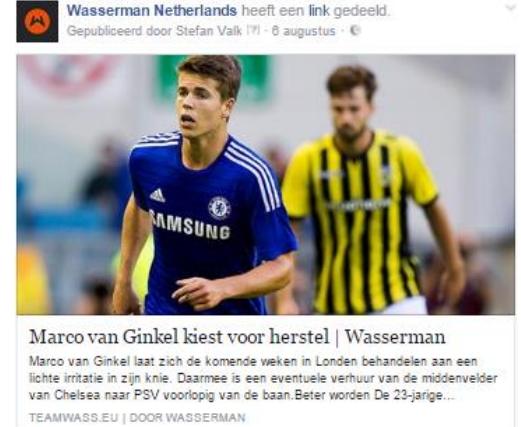 Wasserman Netherlands heeft een link gedeeld.
Gepubliceerd door Stefan Valk [?] · 6 augustus ·
SAMSUNG
Marco van Ginkel kiest voor herstel | Wasserman
Marco van Ginkel laat zich de komende weken in Londen behandelen aan een
lichte irritatie in zijn knie. Daarmee is een eventuele verhuur van de middenvelder
van Chelsea naar PSV voorlopig van de baan.Beter worden De 23-jarige...
TEAMWASS.EU | DOOR WASSERMAN